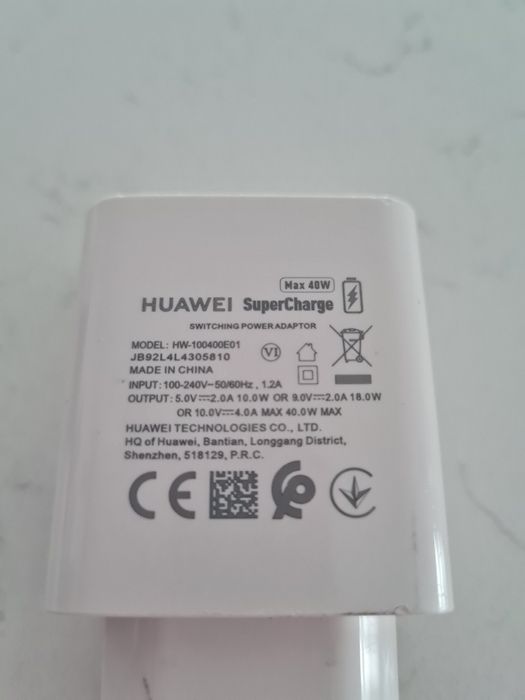 Max 40W
HUAWEI SuperCharge
SWITCHING POWER ADAPTOR
MODEL: HW-100400E01
JB92L4L4305810
VI
MADE IN CHINA
INPUT: 100-240V~50/60Hz, 1.2A
OUTPUT: 5.0V⎓2.0A 10.0W OR 9.0V⎓2.0A 18.0W
OR 10.0V⎓4.0A MAX 40.0W MAX
HUAWEI TECHNOLOGIES CO., LTD.
HQ of Huawei, Bantian, Longgang District,
Shenzhen, 518129, P.R.C.
CE